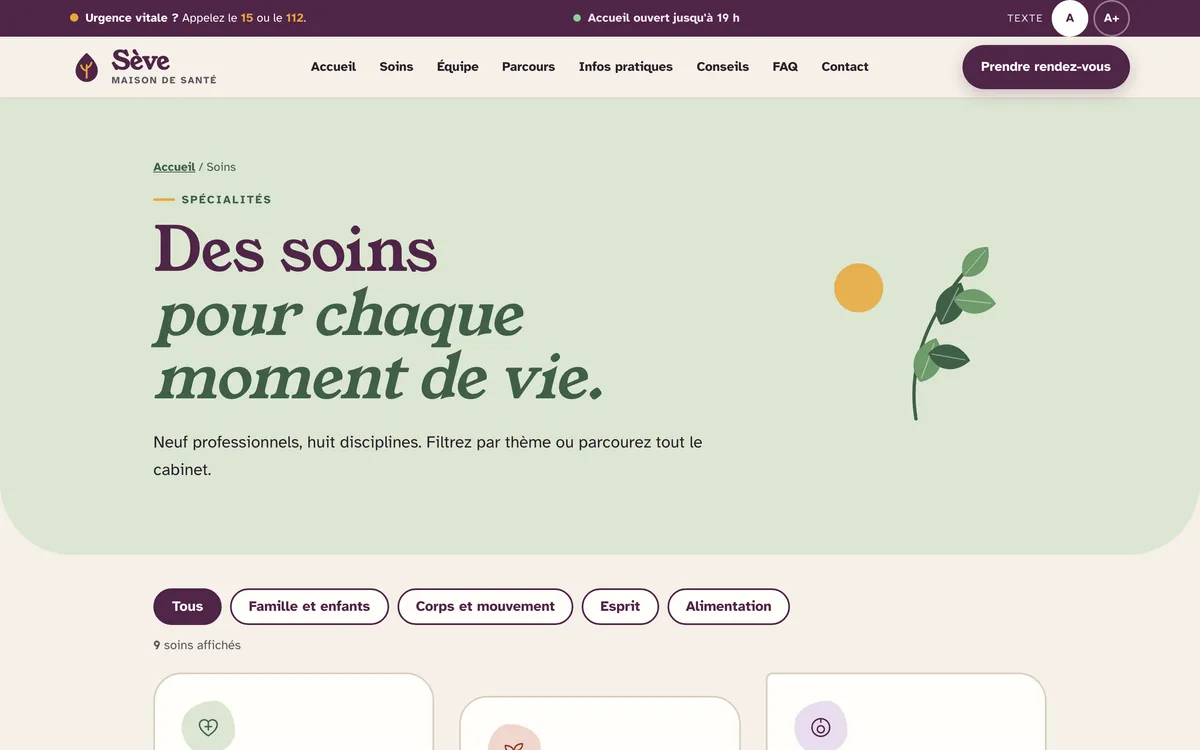 Urgence vitale ? Appelez le 15 ou le 112.
Accueil ouvert jusqu'à 19 h
TEXTE A A+
Sève
MAISON DE SANTÉ
Accueil Soins Équipe Parcours Infos pratiques Conseils FAQ Contact
Prendre rendez-vous
Accueil / Soins
SPÉCIALITÉS
Des soins
pour chaque
moment de vie.
Neuf professionnels, huit disciplines. Filtrez par thème ou parcourez tout le
cabinet.
Tous Famille et enfants Corps et mouvement Esprit Alimentation
9 soins affichés